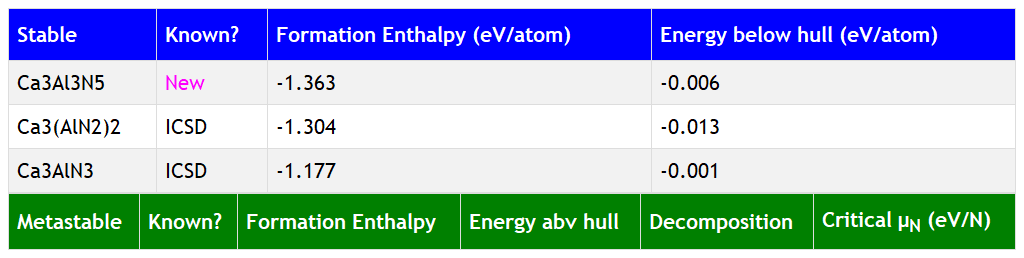 Stable Known? Formation Enthalpy (eV/atom) Energy below hull (eV/atom)
Ca3Al3N5 New -1.363 -0.006
Ca3(AlN2)2 ICSD -1.304 -0.013
Ca3AlN3 ICSD -1.177 -0.001
Metastable Known? Formation Enthalpy Energy abv hull Decomposition Critical μN (eV/N)